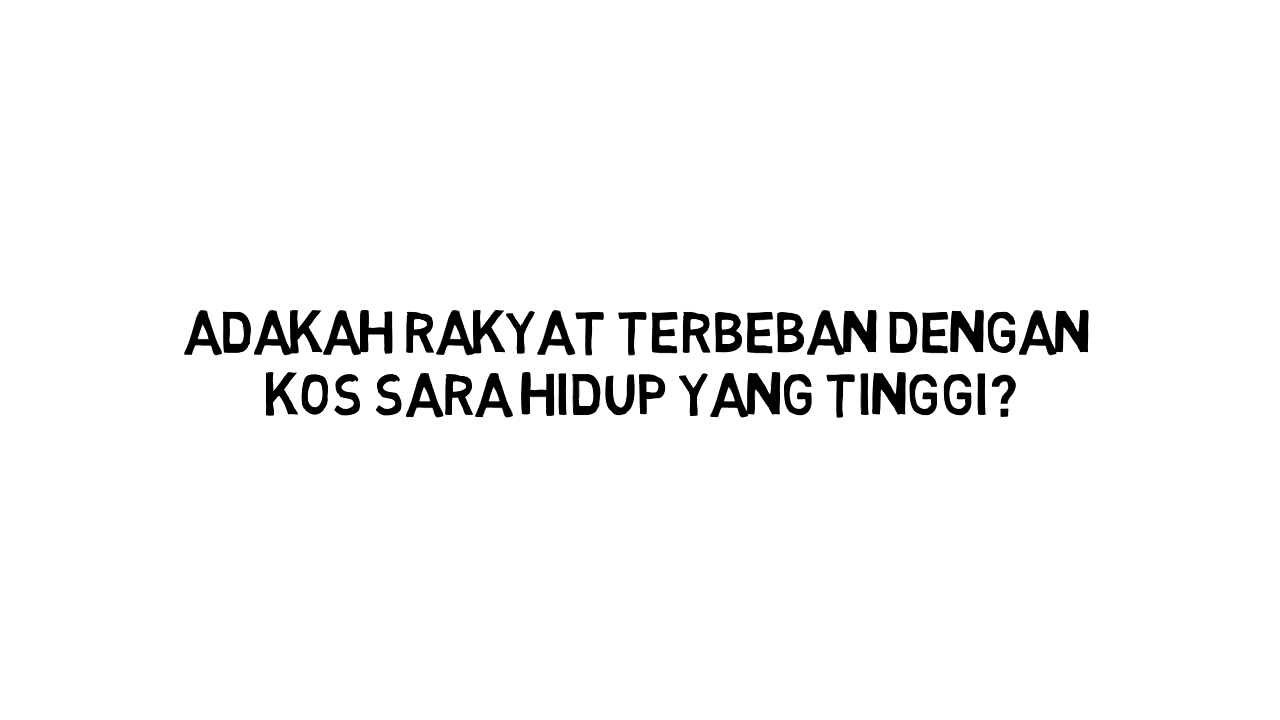 ADAKAH RAKYAT TERBEBAN DENGAN
KOS SARA HIDUP YANG TINGGI?